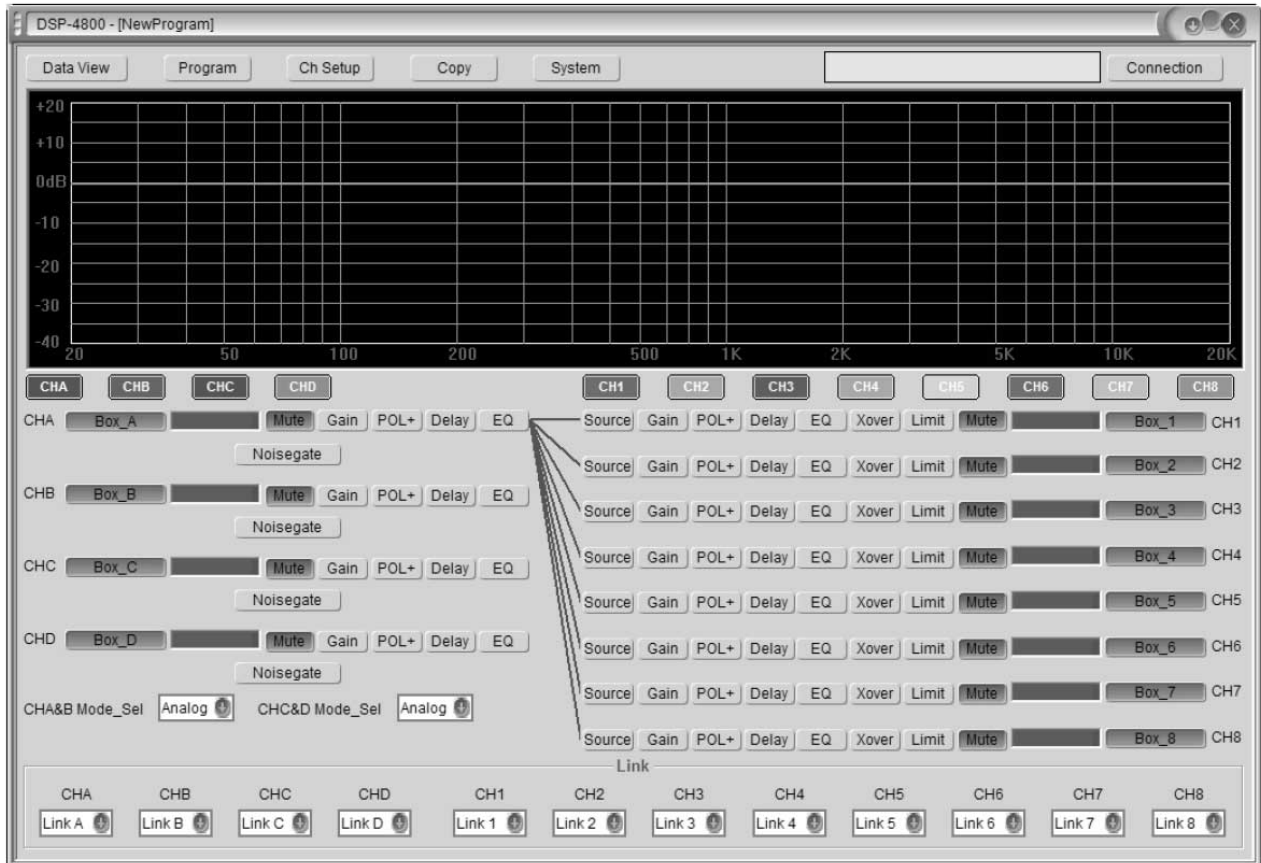 DSP-4800 - [NewProgram]
Data View Program Ch Setup Copy System Connection
+20
+10
0dB
-10
-20
-30
-40
20 50 100 200 500 1K 2K 5K 10K 20K
CHA CHB CHC CHD CH1 CH2 CH3 CH4 CH5 CH6 CH7 CH8
CHA Box_A Mute Gain POL+ Delay EQ Source Gain POL+ Delay EQ Xover Limit Mute Box_1 CH1
Noisegate
Source Gain POL+ Delay EQ Xover Limit Mute Box_2 CH2
CHB Box_B Mute Gain POL+ Delay EQ
Source Gain POL+ Delay EQ Xover Limit Mute Box_3 CH3
Noisegate
Source Gain POL+ Delay EQ Xover Limit Mute Box_4 CH4
CHC Box_C Mute Gain POL+ Delay EQ
Noisegate
Source Gain POL+ Delay EQ Xover Limit Mute Box_5 CH5
CHD Box_D Mute Gain POL+ Delay EQ
Source Gain POL+ Delay EQ Xover Limit Mute Box_6 CH6
Noisegate
Source Gain POL+ Delay EQ Xover Limit Mute Box_7 CH7
CHA&B Mode_Sel Analog CHC&D Mode_Sel Analog
Source Gain POL+ Delay EQ Xover Limit Mute Box_8 CH8
Link
CHA CHB CHC CHD CH1 CH2 CH3 CH4 CH5 CH6 CH7 CH8
Link A Link B Link C Link D Link 1 Link 2 Link 3 Link 4 Link 5 Link 6 Link 7 Link 8